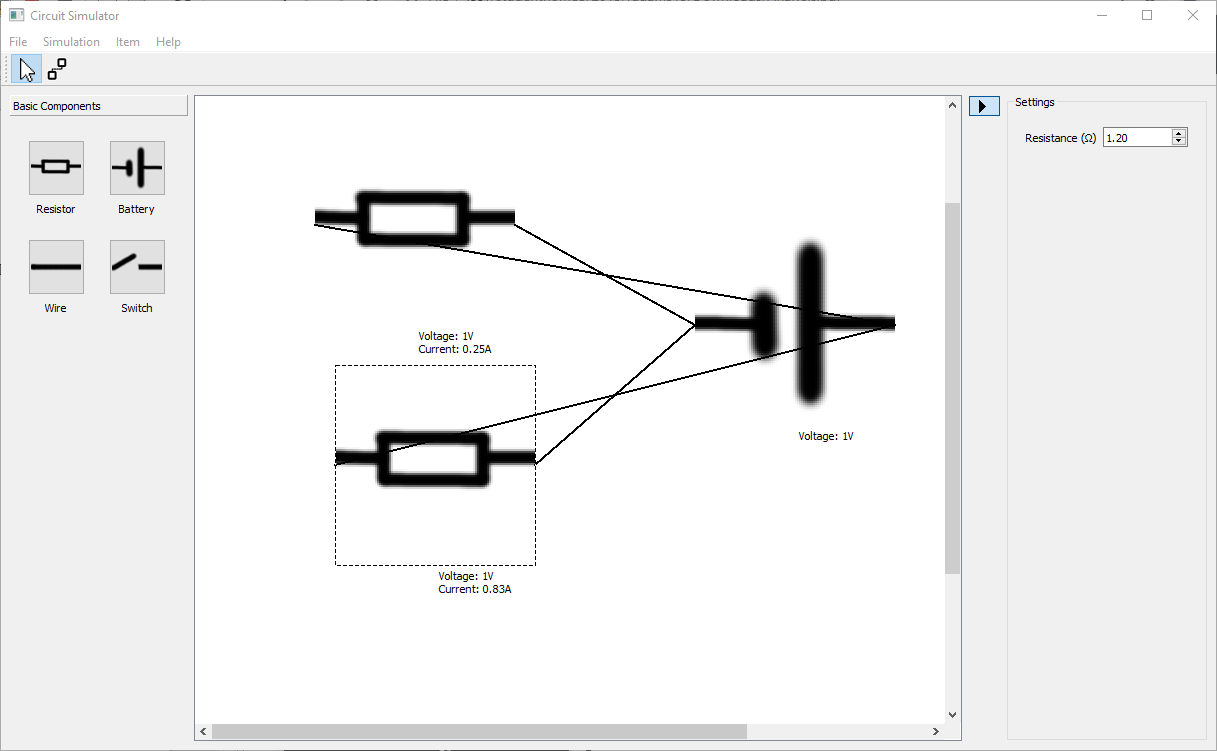 Circuit Simulator
File Simulation Item Help
Basic Components
Resistor Battery
Wire Switch
Voltage: 1V
Current: 0.25A
Voltage: 1V
Voltage: 1V
Current: 0.83A
Settings
Resistance (Ω) 1.20